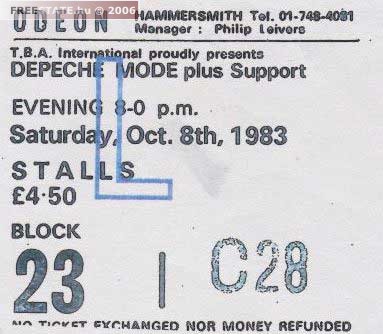 FREESTATE.hu @ 2006
ODEON HAMMERSMITH Tel. 01-748-4081
Manager : Philip Leivers
T.B.A. International proudly presents
DEPECHE MODE plus Support
EVENING 8-0 p.m.
Saturday, Oct. 8th, 1983
STALLS
£4·50
L
BLOCK
23 | C28
NO TICKET EXCHANGED NOR MONEY REFUNDED